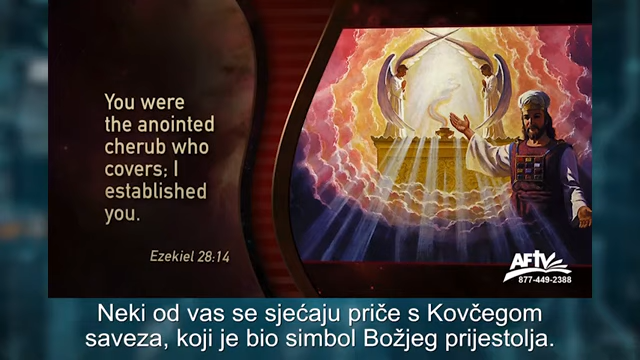 You were
the anointed
cherub who
covers; I
established
you.
Ezekiel 28:14
AFtv
877-449-2388
Neki od vas se sjećaju priče s Kovčegom
saveza, koji je bio simbol Božjeg prijestolja.